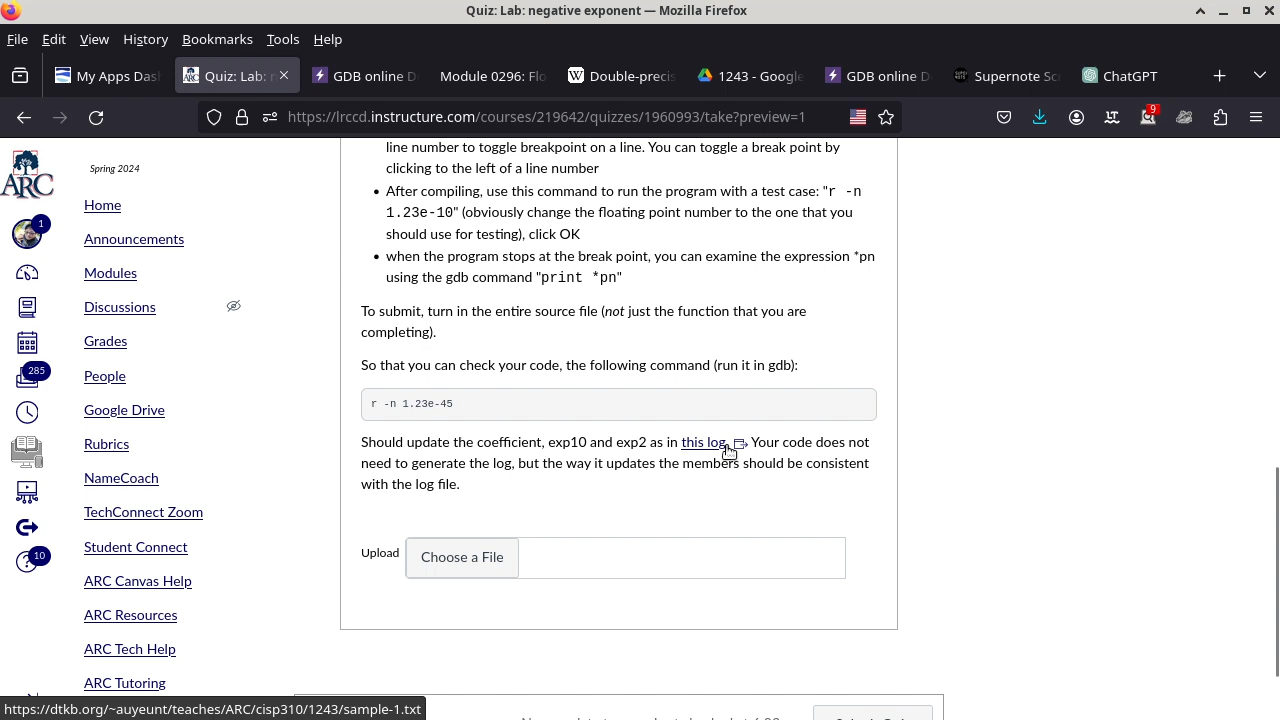 Quiz: Lab: negative exponent — Mozilla Firefox
File Edit View History Bookmarks Tools Help
My Apps Das
Quiz: Lab: n
GDB online D
Module 0296: Flo
Double-precis
1243 - Google
GDB online D
Supernote Sc
ChatGPT
https://lrccd.instructure.com/courses/219642/quizzes/1960993/take?preview=1
9
ARC
Spring 2024
1
285
10
Home
Announcements
Modules
Discussions
Grades
People
Google Drive
Rubrics
NameCoach
TechConnect Zoom
Student Connect
ARC Canvas Help
ARC Resources
ARC Tech Help
ARC Tutoring
line number to toggle breakpoint on a line. You can toggle a break point by
clicking to the left of a line number
• After compiling, use this command to run the program with a test case: "r -n
1.23e-10" (obviously change the floating point number to the one that you
should use for testing), click OK
• when the program stops at the break point, you can examine the expression *pn
using the gdb command "print *pn"
To submit, turn in the entire source file (not just the function that you are
completing).
So that you can check your code, the following command (run it in gdb):
r -n 1.23e-45
Should update the coefficient, exp10 and exp2 as in this log. Your code does not
need to generate the log, but the way it updates the members should be consistent
with the log file.
Upload Choose a File
https://dtkb.org/~auyeunt/teaches/ARC/cisp310/1243/sample-1.txt